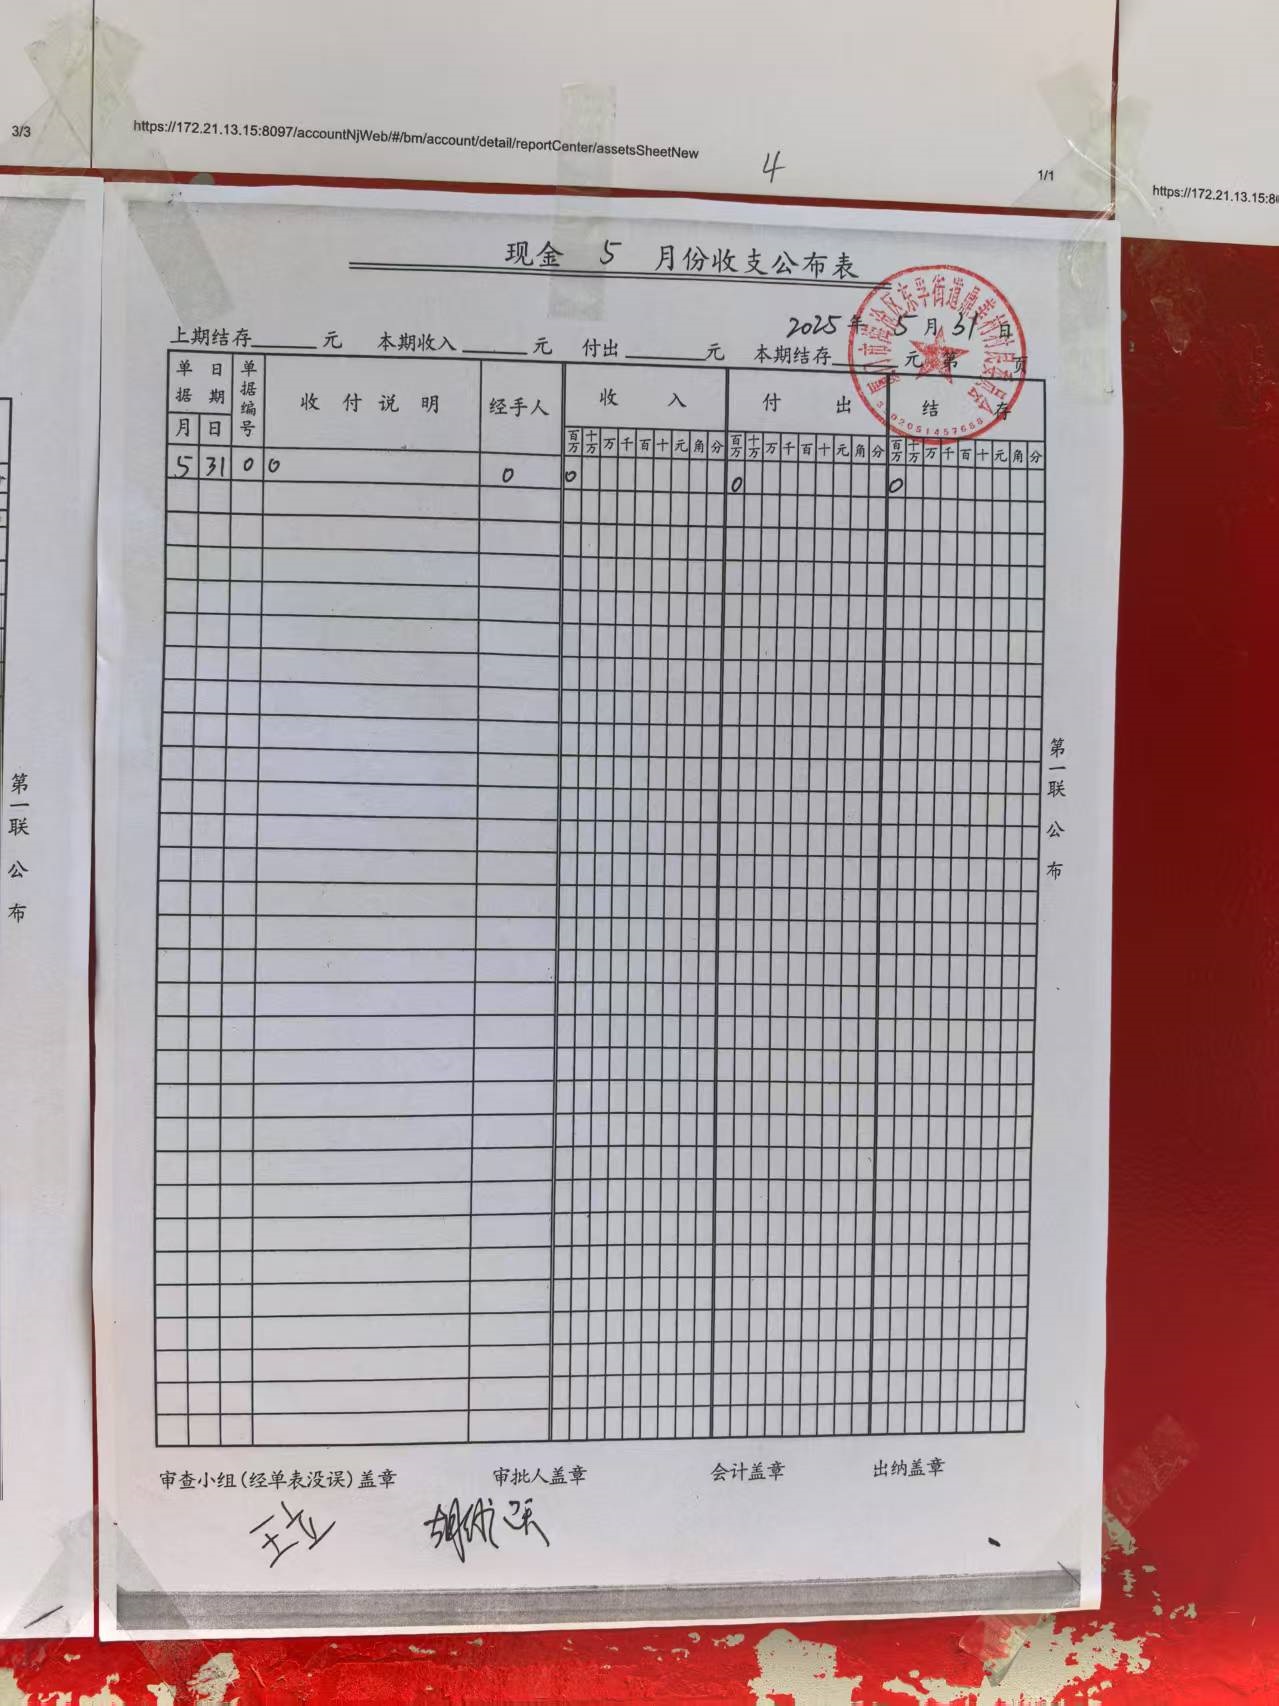 3/3
https://172.21.13.15:8097/accountNjWeb/#/bm/account/detail/reportCenter/assetsSheetNew
4
1/1
https://172.21.13.15:8
现金 5 月份收支公布表
2025年 5月 31日
上期结存 元 本期收入 元 付出 元 本期结存 元 第 页
单据日期 单据编号 收付说明 经手人 收入 付出 结存
月 日 百万 十万 万 千 百 十 元 角 分 百万 十万 万 千 百 十 元 角 分 百万 十万 万 千 百 十 元 角 分
5 31 0 0 0 0 0 0
第一联 公布
第一联 公布
审查小组(经单表没误)盖章 审批人盖章 会计盖章 出纳盖章